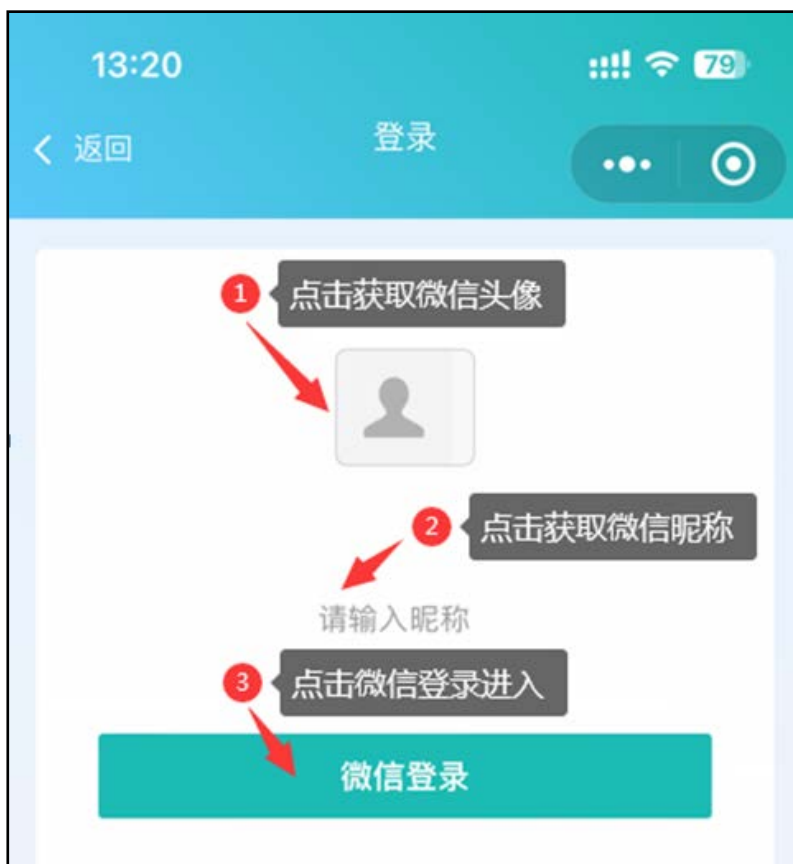 13:20
79
返回
登录
1
点击获取微信头像
2
点击获取微信昵称
请输入昵称
3
点击微信登录进入
微信登录